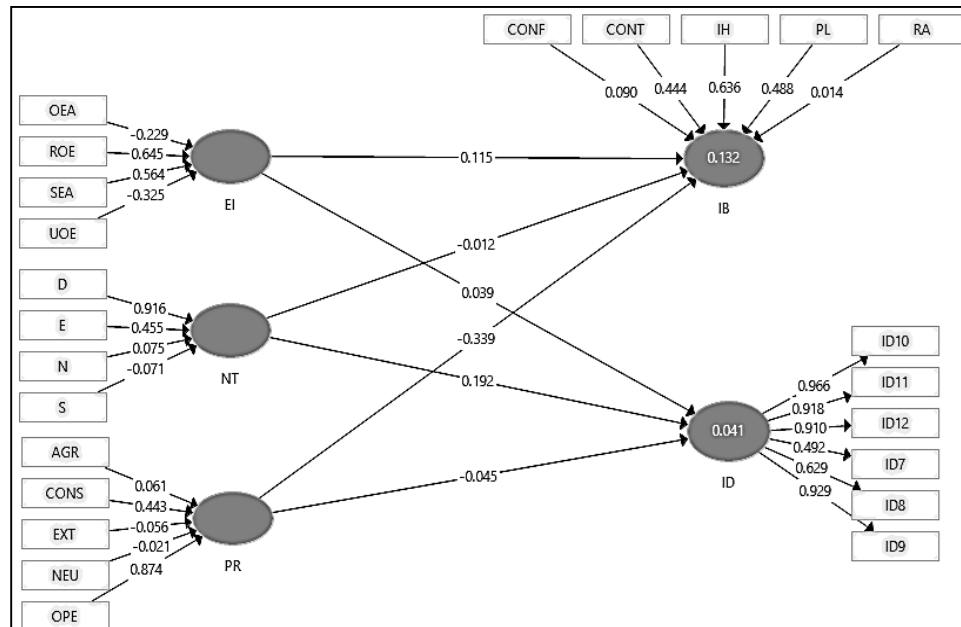 CONF CONT IH PL RA
0.090 0.444 0.636 0.488 0.014
OEA
-0.229
ROE
0.645
SEA
0.564
UOE
-0.325
EI
0.115
0.132
IB
-0.012
0.039
-0.339
D
0.916
E
0.455
N
0.075
S
-0.071
NT
0.192
AGR
0.061
CONS
0.443
EXT
-0.056
NEU
-0.021
OPE
0.874
PR
-0.045
0.041
ID
ID10
0.966
ID11
0.918
ID12
0.910
ID7
0.492
ID8
0.629
ID9
0.929